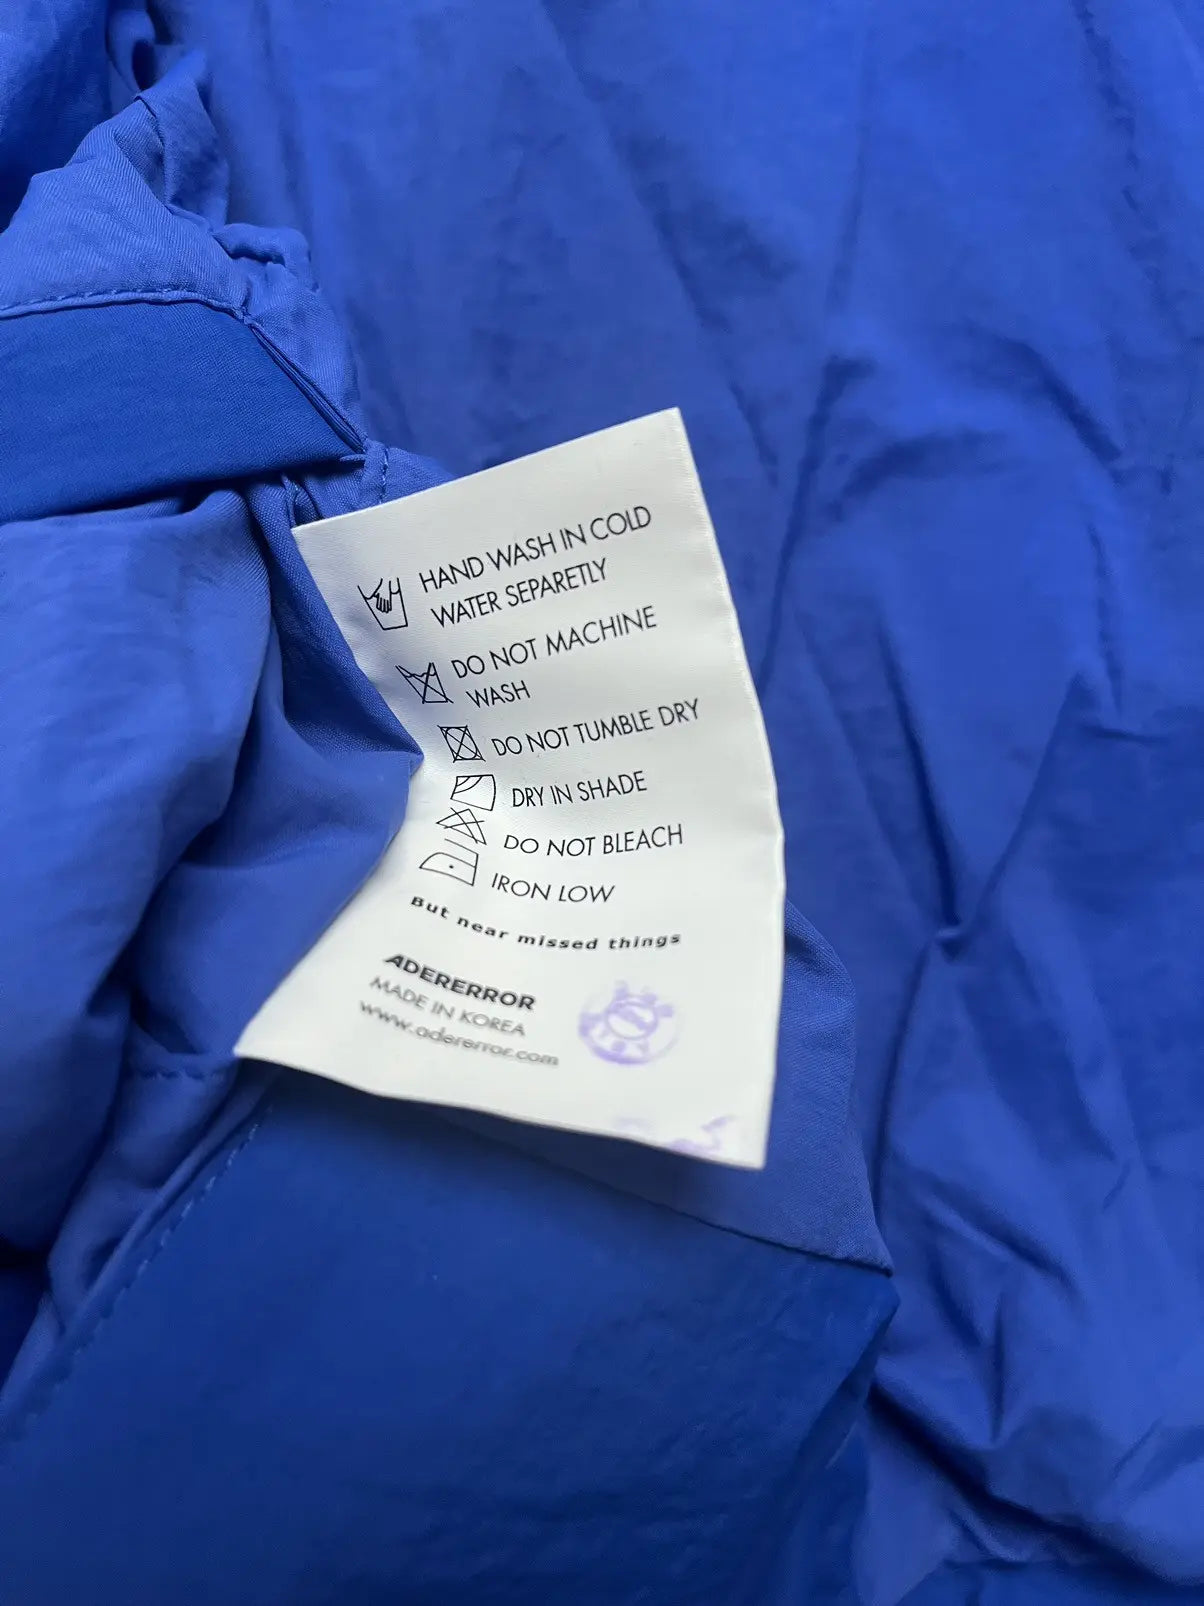 HAND WASH IN COLD
WATER SEPARETLY
DO NOT MACHINE
WASH
DO NOT TUMBLE DRY
DRY IN SHADE
DO NOT BLEACH
IRON LOW
But near missed things
ADERERROR
MADE IN KOREA
www.adererror.com